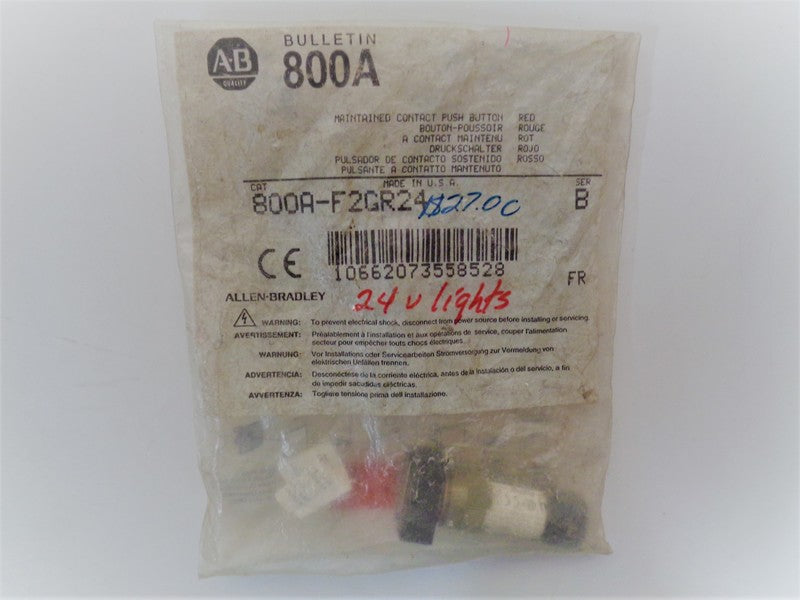 A-B
QUALITY
BULLETIN
800A
MAINTAINED CONTACT PUSH BUTTON RED
BOUTON-POUSSOIR ROUGE
A CONTACT MAINTENU ROT
DRUCKSCHALTER ROJO
PULSADOR DE CONTACTO SOSTENIDO ROSSO
PULSANTE A CONTATTO MANTENUTO
CAT MADE IN U.S.A. SER
800A-F2GR24 $27.00 B
CE
10662073558528
FR
ALLEN-BRADLEY 24 v lights
WARNING: To prevent electrical shock, disconnect from power source before installing or servicing.
AVERTISSEMENT: Préalablement à l'installation et aux opérations de service, couper l'alimentation
secteur pour empêcher touts chocs électriques.
WARNUNG: Vor Installations oder Servicearbeiten Stromversorgung zur Vermeldung von
elektrischen Unfällen trennen.
ADVERTENCIA: Desconéctese de la corriente eléctrica, antes de la instalación o del servicio, a fin
de impedir sacudidas eléctricas.
AVVERTENZA: Togliere tensione prima dell installazione.